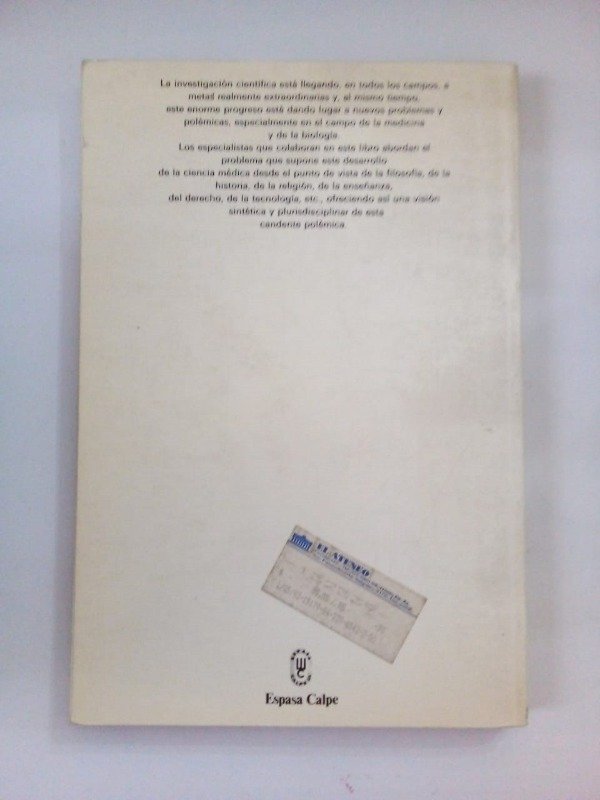 La investigación científica está llegando, en todos los campos, a
metas realmente extraordinarias y, al mismo tiempo,
este enorme progreso está dando lugar a nuevos problemas y
polémicas, especialmente en el campo de la medicina
y de la biología.
Los especialistas que colaboran en este libro abordan el
problema que supone este desarrollo
de la ciencia médica desde el punto de vista de la filosofía, de la
historia, de la religión, de la enseñanza,
del derecho, de la tecnología, etc., ofreciendo así una visión
sintética y pluridisciplinar de esta
candente polémica.
EL ATENEO
Espasa Calpe